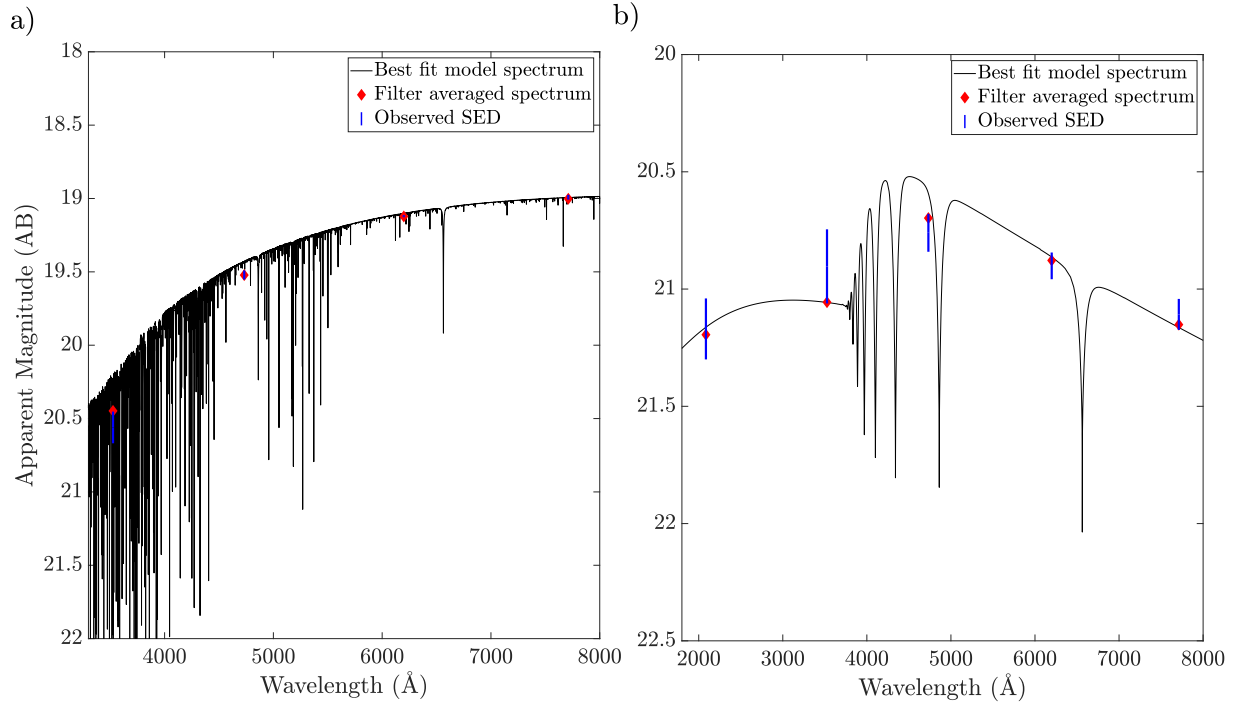 a)
18
18.5
19
19.5
20
20.5
21
21.5
22
4000
5000
6000
7000
8000
Apparent Magnitude (AB)
Wavelength (Å)
Best fit model spectrum
Filter averaged spectrum
Observed SED
b)
20
20.5
21
21.5
22
22.5
2000
3000
4000
5000
6000
7000
8000
Wavelength (Å)
Best fit model spectrum
Filter averaged spectrum
Observed SED